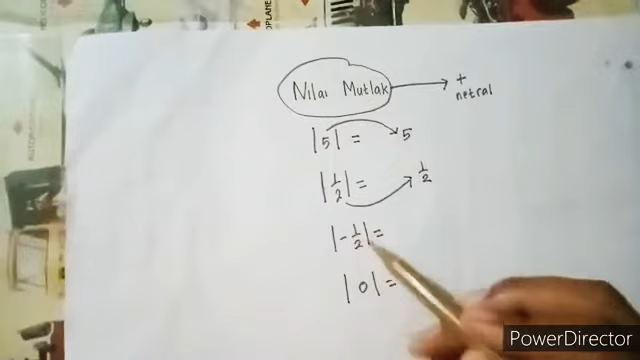 Nilai Mutlak → +
netral
|5| = 5
|1/2| = 1/2
|-1/2| =
|0| =
PowerDirector